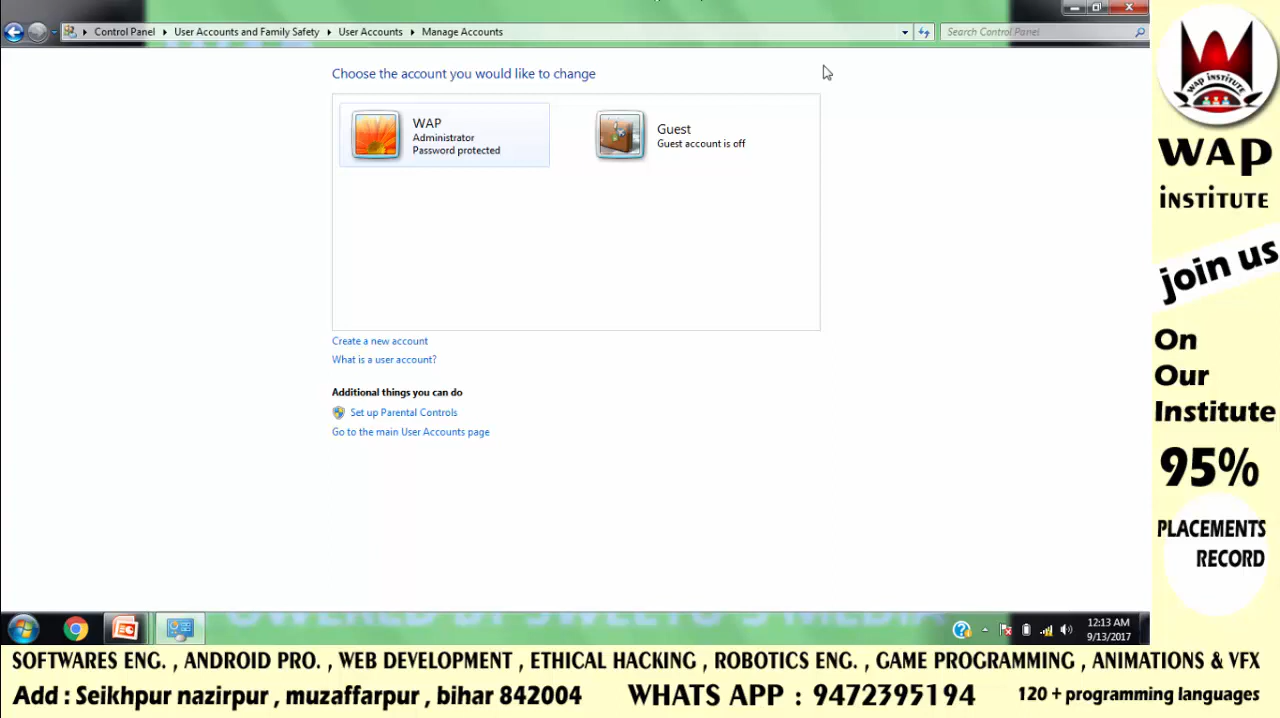 Control Panel
User Accounts and Family Safety
User Accounts
Manage Accounts
Search Control Panel
Choose the account you would like to change
WAP
Administrator
Password protected
Guest
Guest account is off
Create a new account
What is a user account?
Additional things you can do
Set up Parental Controls
Go to the main User Accounts page
12:13 AM
9/13/2017
WAP INSTITUTE
WAP
INSTITUTE
join us
On
Our
Institute
95%
PLACEMENTS
RECORD
SOFTWARES ENG. , ANDROID PRO. , WEB DEVELOPMENT , ETHICAL HACKING , ROBOTICS ENG. , GAME PROGRAMMING , ANIMATIONS & VFX
Add : Seikhpur nazirpur , muzaffarpur , bihar 842004
WHATS APP : 9472395194
120 + programming languages